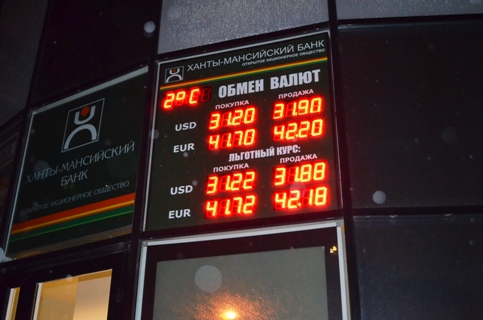 ХАНТЫ-МАНСИЙСКИЙ БАНК
ОТКРЫТОЕ АКЦИОНЕРНОЕ ОБЩЕСТВО
2°C ОБМЕН ВАЛЮТ
ПОКУПКА ПРОДАЖА
USD 31.20 31.90
EUR 41.70 42.20
ЛЬГОТНЫЙ КУРС:
ПОКУПКА ПРОДАЖА
USD 31.22 31.88
EUR 41.72 42.18
ХАНТЫ-МАНСИЙСКИЙ
БАНК
ОТКРЫТОЕ АКЦИОНЕРНОЕ ОБЩЕСТВО